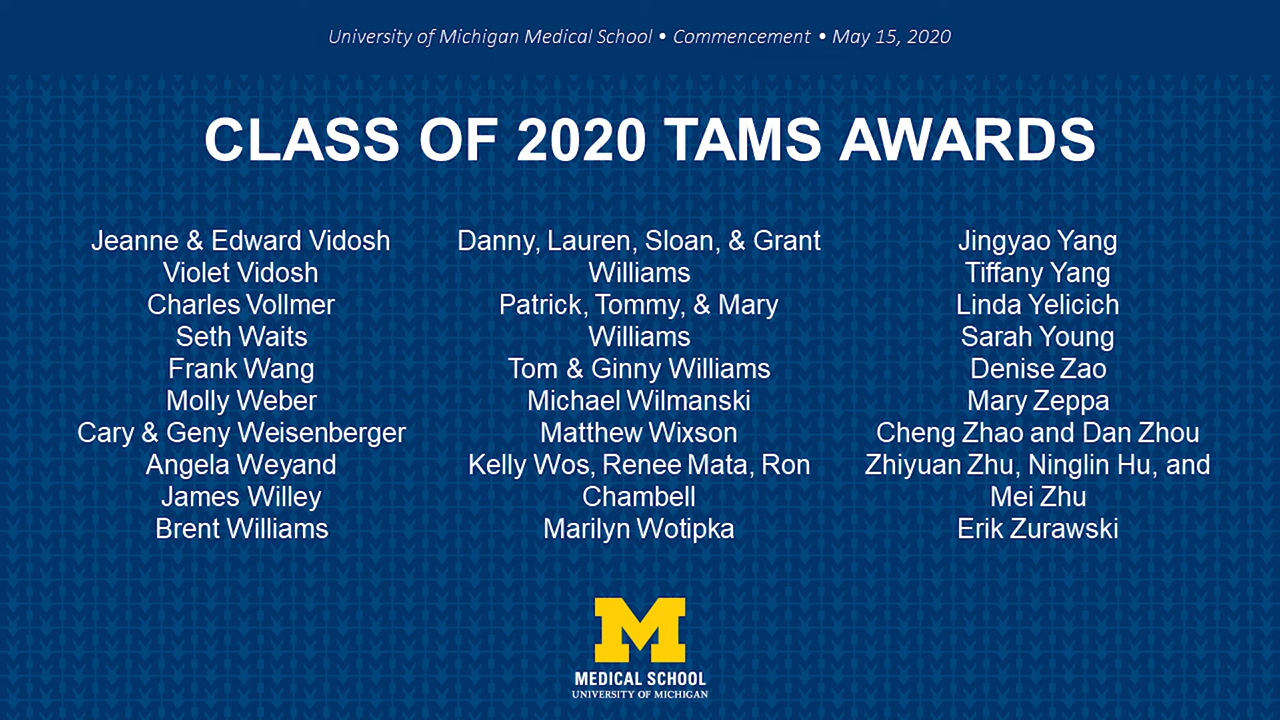 University of Michigan Medical School • Commencement • May 15, 2020
CLASS OF 2020 TAMS AWARDS
Jeanne & Edward Vidosh
Violet Vidosh
Charles Vollmer
Seth Waits
Frank Wang
Molly Weber
Cary & Geny Weisenberger
Angela Weyand
James Willey
Brent Williams
Danny, Lauren, Sloan, & Grant
Williams
Patrick, Tommy, & Mary
Williams
Tom & Ginny Williams
Michael Wilmanski
Matthew Wixson
Kelly Wos, Renee Mata, Ron
Chambell
Marilyn Wotipka
Jingyao Yang
Tiffany Yang
Linda Yelicich
Sarah Young
Denise Zao
Mary Zeppa
Cheng Zhao and Dan Zhou
Zhiyuan Zhu, Ninglin Hu, and
Mei Zhu
Erik Zurawski
M
MEDICAL SCHOOL
UNIVERSITY OF MICHIGAN